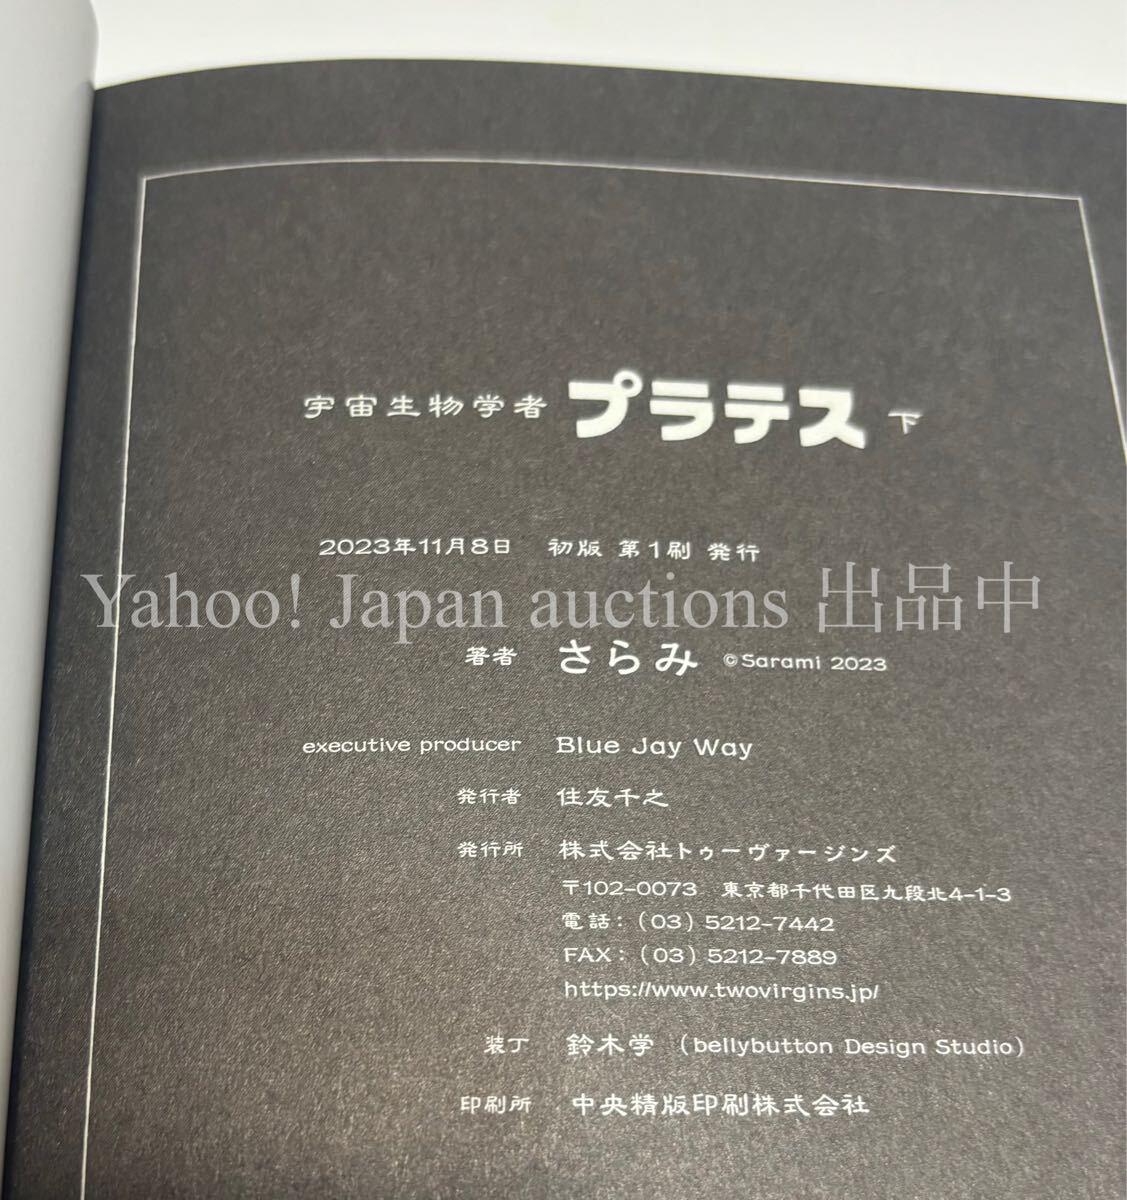 宇宙生物学者 プラテス 下
2023年11月8日 初版 第1刷 発行
Yahoo! Japan auctions 出品中
著者 さらみ ©Sarami 2023
executive producer Blue Jay Way
発行者 住友千之
発行所 株式会社トゥーヴァージンズ
〒102-0073 東京都千代田区九段北4-1-3
電話：(03) 5212-7442
FAX：(03) 5212-7889
https://www.twovirgins.jp/
装丁 鈴木学 (bellybutton Design Studio)
印刷所 中央精版印刷株式会社